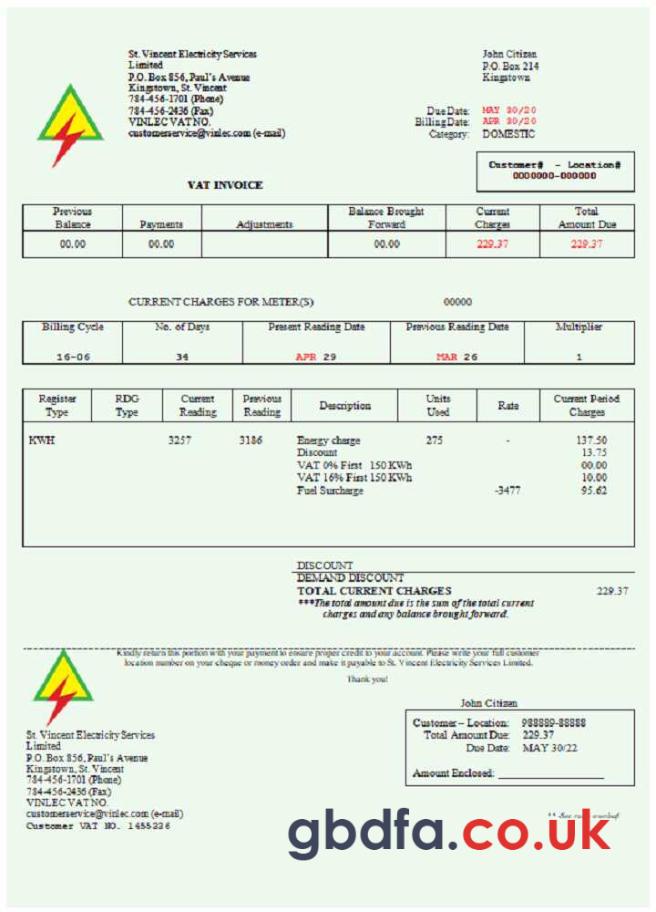 St. Vincent Electricity Services
Limited
P.O. Box 856, Paul's Avenue
Kingstown, St. Vincent
784-456-1701 (Phone)
784-456-2436 (Fax)
VINLEC VAT NO.
customerservice@vinlec.com (e-mail)
John Citizen
P.O. Box 214
Kingstown
Due Date: MAY 30/20
Billing Date: APR 30/20
Category: DOMESTIC
Customer# - Location#
0000000-000000
VAT INVOICE
Previous Balance Payments Adjustments Balance Brought Forward Current Charges Total Amount Due
00.00 00.00 00.00 229.37 229.37
CURRENT CHARGES FOR METER(S) 00000
Billing Cycle No. of Days Present Reading Date Previous Reading Date Multiplier
16-06 34 APR 29 MAR 26 1
Register Type RDG Type Current Reading Previous Reading Description Units Used Rate Current Period Charges
KWH 3257 3186 Energy charge 275 - 137.50
Discount 13.75
VAT 0% First 150 KWh 00.00
VAT 16% First 150 KWh 10.00
Fuel Surcharge -3477 95.62
DISCOUNT
DEMAND DISCOUNT
TOTAL CURRENT CHARGES 229.37
***The total amount due is the sum of the total current
charges and any balance brought forward.
Kindly return this portion with your payment to ensure proper credit to your account. Please write your full customer
location number on your cheque or money order and make it payable to St. Vincent Electricity Services Limited.
Thank you!
John Citizen
Customer – Location: 988889-88888
Total Amount Due: 229.37
Due Date: MAY 30/22
Amount Enclosed:
St. Vincent Electricity Services
Limited
P.O. Box 856, Paul's Avenue
Kingstown, St. Vincent
784-456-1701 (Phone)
784-456-2436 (Fax)
VINLEC VAT NO.
customerservice@vinlec.com (e-mail)
Customer VAT NO. 1455236
gbdfa.co.uk